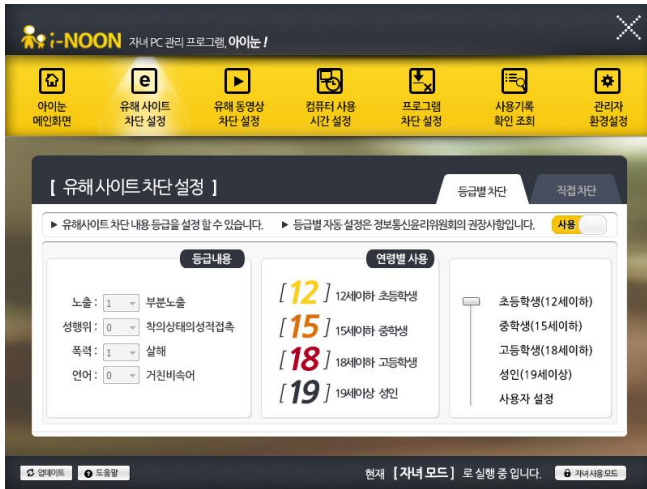 i-NOON 자녀 PC 관리 프로그램, 아이눈 !
아이눈
메인화면
유해 사이트
차단 설정
유해 동영상
차단 설정
컴퓨터 사용
시간 설정
프로그램
차단 설정
사용기록
확인 조회
관리자
환경설정
[ 유해 사이트 차단 설정 ]
등급별 차단
직접 차단
▶ 유해사이트 차단 내용 등급을 설정 할 수 있습니다.
▶ 등급별 자동 설정은 정보통신윤리위원회의 권장사항입니다.
사용
등급내용
노출 : 1 부분노출
성행위 : 0 착의상태의성적접촉
폭력 : 1 살해
언어 : 0 거친비속어
연령별 사용
[ 12 ] 12세이하 초등학생
[ 15 ] 15세이하 중학생
[ 18 ] 18세이하 고등학생
[ 19 ] 19세이상 성인
초등학생(12세이하)
중학생(15세이하)
고등학생(18세이하)
성인(19세이상)
사용자 설정
업데이트
도움말
현재 [ 자녀 모드 ] 로 실행 중 입니다.
자녀사용모드